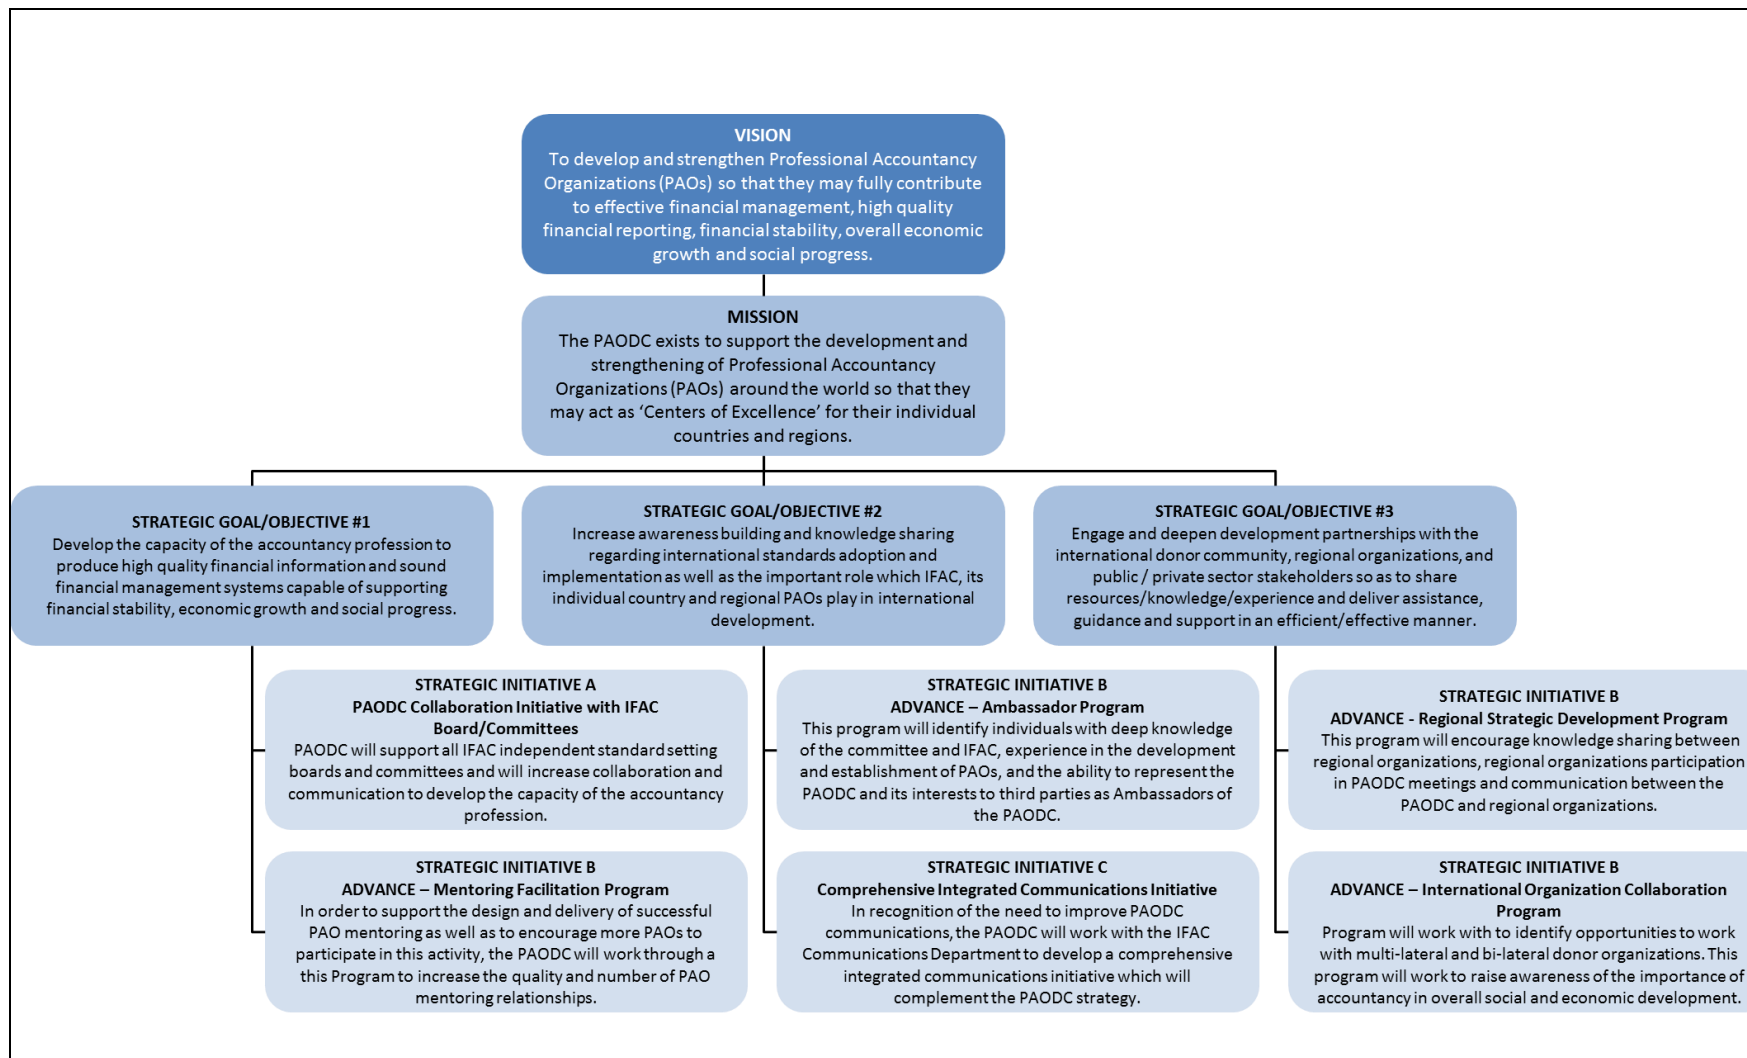 VISION
To develop and strengthen Professional Accountancy
Organizations (PAOs) so that they may fully contribute
to effective financial management, high quality
financial reporting, financial stability, overall economic
growth and social progress.
MISSION
The PAODC exists to support the development and
strengthening of Professional Accountancy
Organizations (PAOs) around the world so that they
may act as ‘Centers of Excellence’ for their individual
countries and regions.
STRATEGIC GOAL/OBJECTIVE #1
Develop the capacity of the accountancy profession to
produce high quality financial information and sound
financial management systems capable of supporting
financial stability, economic growth and social progress.
STRATEGIC GOAL/OBJECTIVE #2
Increase awareness building and knowledge sharing
regarding international standards adoption and
implementation as well as the important role which IFAC, its
individual country and regional PAOs play in international
development.
STRATEGIC GOAL/OBJECTIVE #3
Engage and deepen development partnerships with the
international donor community, regional organizations, and
public / private sector stakeholders so as to share
resources/knowledge/experience and deliver assistance,
guidance and support in an efficient/effective manner.
STRATEGIC INITIATIVE A
PAODC Collaboration Initiative with IFAC
Board/Committees
PAODC will support all IFAC independent standard setting
boards and committees and will increase collaboration and
communication to develop the capacity of the accountancy
profession.
STRATEGIC INITIATIVE B
ADVANCE – Ambassador Program
This program will identify individuals with deep knowledge
of the committee and IFAC, experience in the development
and establishment of PAOs, and the ability to represent the
PAODC and its interests to third parties as Ambassadors of
the PAODC.
STRATEGIC INITIATIVE B
ADVANCE - Regional Strategic Development Program
This program will encourage knowledge sharing between
regional organizations, regional organizations participation
in PAODC meetings and communication between the
PAODC and regional organizations.
STRATEGIC INITIATIVE B
ADVANCE – Mentoring Facilitation Program
In order to support the design and delivery of successful
PAO mentoring as well as to encourage more PAOs to
participate in this activity, the PAODC will work through a
this Program to increase the quality and number of PAO
mentoring relationships.
STRATEGIC INITIATIVE C
Comprehensive Integrated Communications Initiative
In recognition of the need to improve PAODC
communications, the PAODC will work with the IFAC
Communications Department to develop a comprehensive
integrated communications initiative which will
complement the PAODC strategy.
STRATEGIC INITIATIVE B
ADVANCE – International Organization Collaboration
Program
Program will work with to identify opportunities to work
with multi-lateral and bi-lateral donor organizations. This
program will work to raise awareness of the importance of
accountancy in overall social and economic development.